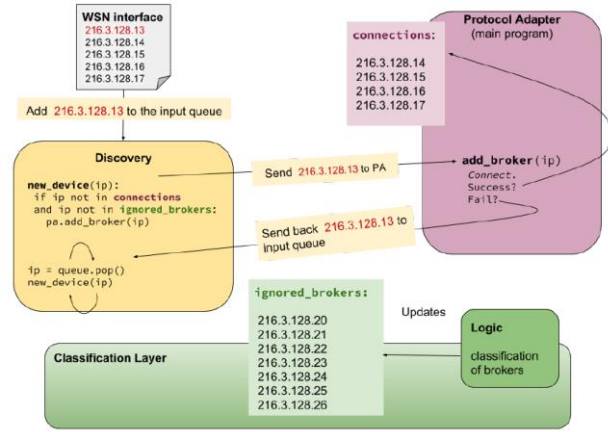 WSN interface
216.3.128.13
216.3.128.14
216.3.128.15
216.3.128.16
216.3.128.17
Add 216.3.128.13 to the input queue
Discovery
new_device(ip):
if ip not in connections
and ip not in ignored_brokers:
pa.add_broker(ip)
ip = queue.pop()
new_device(ip)
Send 216.3.128.13 to PA
Send back 216.3.128.13 to
input queue
Protocol Adapter
(main program)
connections:
216.3.128.14
216.3.128.15
216.3.128.16
216.3.128.17
add_broker(ip)
Connect.
Success?
Fail?
ignored_brokers:
216.3.128.20
216.3.128.21
216.3.128.22
216.3.128.23
216.3.128.24
216.3.128.25
216.3.128.26
Updates
Logic
classification
of brokers
Classification Layer